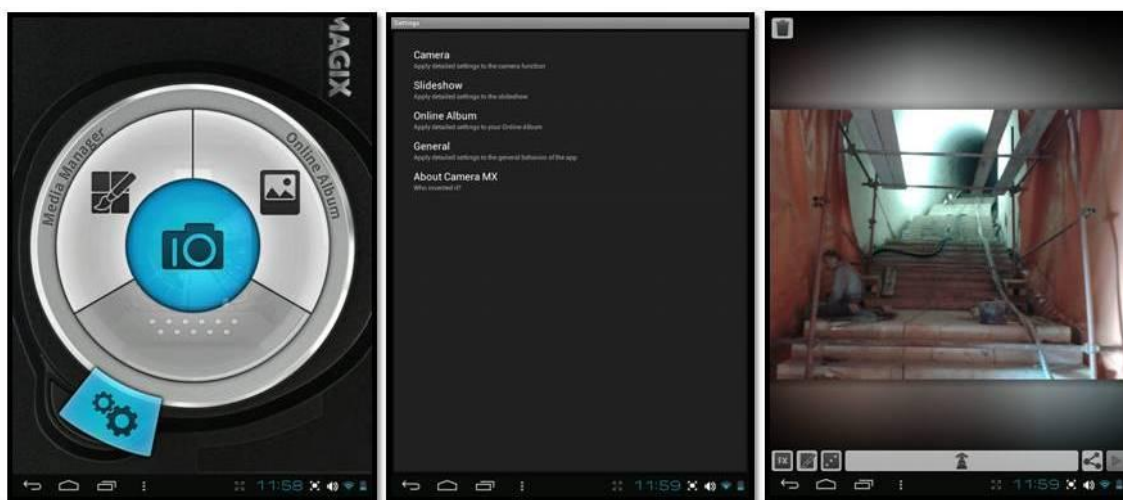 MAGIX
Media Manager
Online Album
11:58
Settings
Camera
Apply detailed settings to the camera function
Slideshow
Apply detailed settings to the slideshow
Online Album
Apply detailed settings to your Online Album
General
Apply detailed settings to the general behavior of the app
About Camera MX
Who invented it?
11:59
FX
11:59